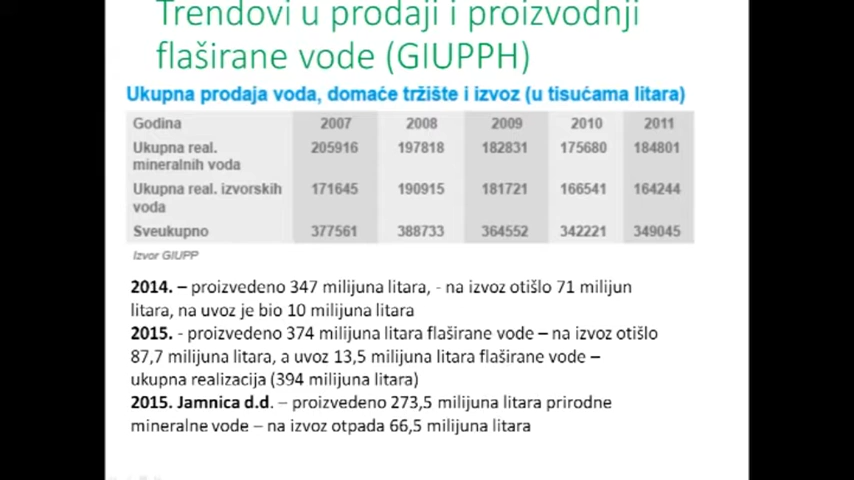 Trendovi u prodaji i proizvodnji
flaširane vode (GIUPPH)
Ukupna prodaja voda, domaće tržište i izvoz (u tisućama litara)
Godina 2007 2008 2009 2010 2011
Ukupna real. mineralnih voda 205916 197818 182831 175680 184801
Ukupna real. izvorskih voda 171645 190915 181721 166541 164244
Sveukupno 377561 388733 364552 342221 349045
Izvor GIUPP
2014. – proizvedeno 347 milijuna litara, - na izvoz otišlo 71 milijun
litara, na uvoz je bio 10 milijuna litara
2015. - proizvedeno 374 milijuna litara flaširane vode – na izvoz otišlo
87,7 milijuna litara, a uvoz 13,5 milijuna litara flaširane vode –
ukupna realizacija (394 milijuna litara)
2015. Jamnica d.d. – proizvedeno 273,5 milijuna litara prirodne
mineralne vode – na izvoz otpada 66,5 milijuna litara